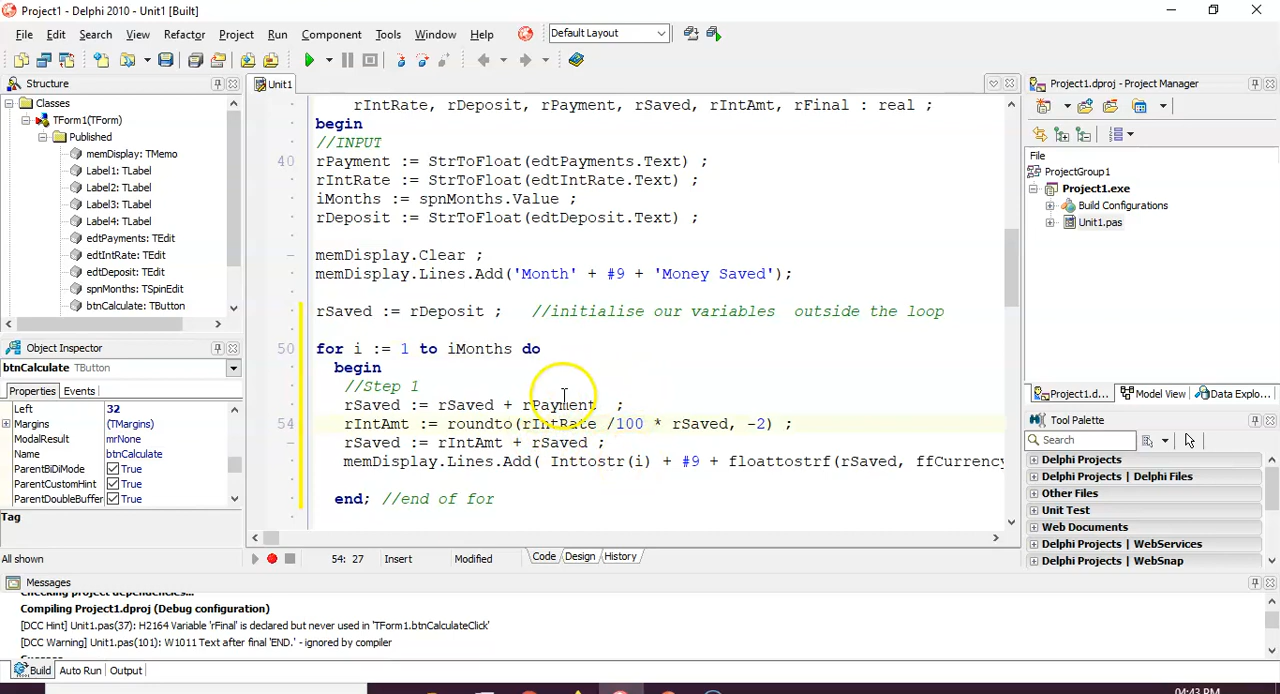 Project1 - Delphi 2010 - Unit1 [Built]
File Edit Search View Refactor Project Run Component Tools Window Help Default Layout
Structure
Classes
TForm1(TForm)
Published
memDisplay: TMemo
Label1: TLabel
Label2: TLabel
Label3: TLabel
Label4: TLabel
edtPayments: TEdit
edtIntRate: TEdit
edtDeposit: TEdit
spnMonths: TSpinEdit
btnCalculate: TButton
Object Inspector
btnCalculate TButton
Properties Events
Left 32
Margins (TMargins)
ModalResult mrNone
Name btnCalculate
ParentBiDiMode True
ParentCustomHint True
ParentDoubleBuffer True
Tag
All shown
Unit1
rIntRate, rDeposit, rPayment, rSaved, rIntAmt, rFinal : real ;
begin
//INPUT
40 rPayment := StrToFloat(edtPayments.Text) ;
rIntRate := StrToFloat(edtIntRate.Text) ;
iMonths := spnMonths.Value ;
rDeposit := StrToFloat(edtDeposit.Text) ;
memDisplay.Clear ;
memDisplay.Lines.Add('Month' + #9 + 'Money Saved');
rSaved := rDeposit ; //initialise our variables outside the loop
50 for i := 1 to iMonths do
begin
//Step 1
rSaved := rSaved + rPayment ;
54 rIntAmt := roundto(rIntRate /100 * rSaved, -2) ;
rSaved := rIntAmt + rSaved ;
memDisplay.Lines.Add( Inttostr(i) + #9 + floattostrf(rSaved, ffCurrency
end; //end of for
54: 27 Insert Modified Code Design History
Project1.dproj - Project Manager
File
ProjectGroup1
Project1.exe
Build Configurations
Unit1.pas
Project1.d... Model View Data Explor...
Tool Palette
Search
Delphi Projects
Delphi Projects | Delphi Files
Other Files
Unit Test
Web Documents
Delphi Projects | WebServices
Delphi Projects | WebSnap
Messages
Checking project dependencies...
Compiling Project1.dproj (Debug configuration)
[DCC Hint] Unit1.pas(37): H2164 Variable 'rFinal' is declared but never used in 'TForm1.btnCalculateClick'
[DCC Warning] Unit1.pas(101): W1011 Text after final 'END.' - ignored by compiler
Build Auto Run Output
04:43 PM